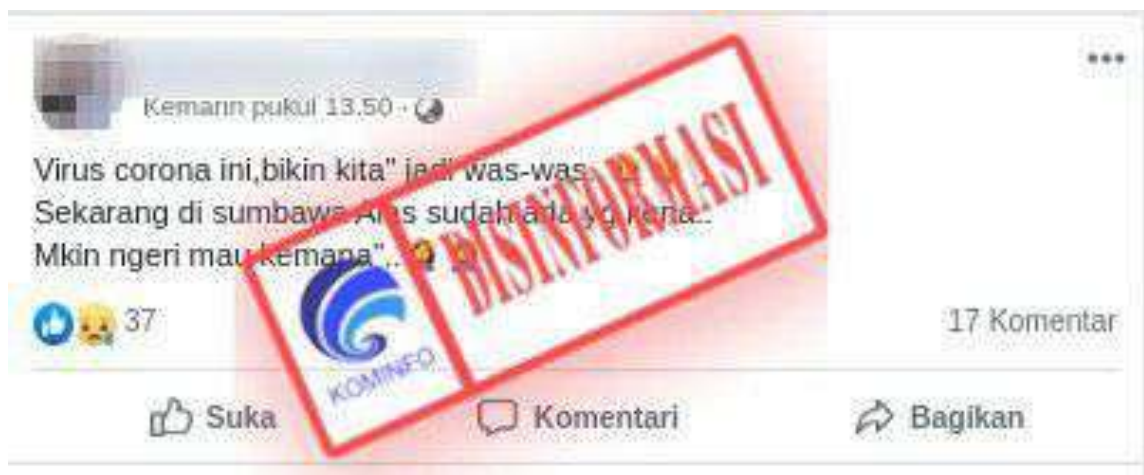 Kemarin pukul 13.50 ·
Virus corona ini,bikin kita" jadi was-was..
Sekarang di sumbawa Alas sudah ada yg kena..
Mkin ngeri mau kemana"..
DISINFORMASI
KOMINFO
37
17 Komentar
Suka
Komentari
Bagikan